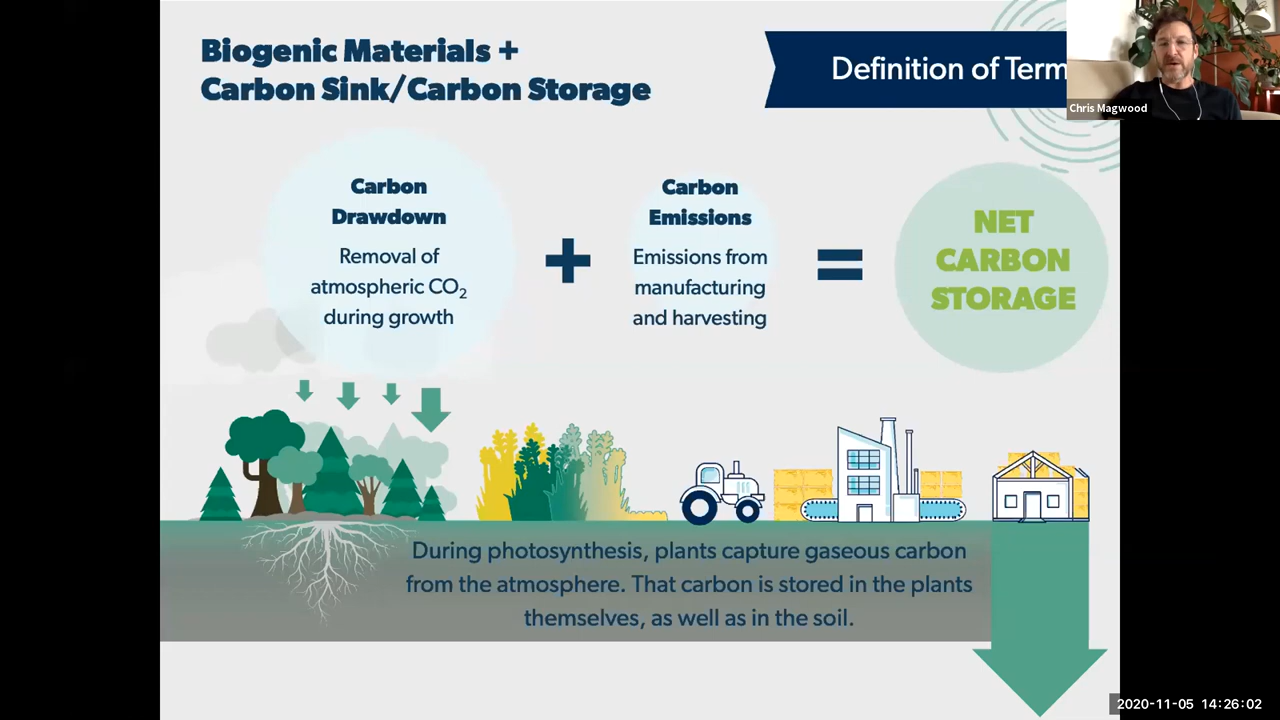 Biogenic Materials +
Carbon Sink/Carbon Storage
Definition of Term
Chris Magwood
Carbon
Drawdown
Removal of
atmospheric CO₂
during growth
+
Carbon
Emissions
Emissions from
manufacturing
and harvesting
=
NET
CARBON
STORAGE
During photosynthesis, plants capture gaseous carbon
from the atmosphere. That carbon is stored in the plants
themselves, as well as in the soil.
2020-11-05 14:26:02